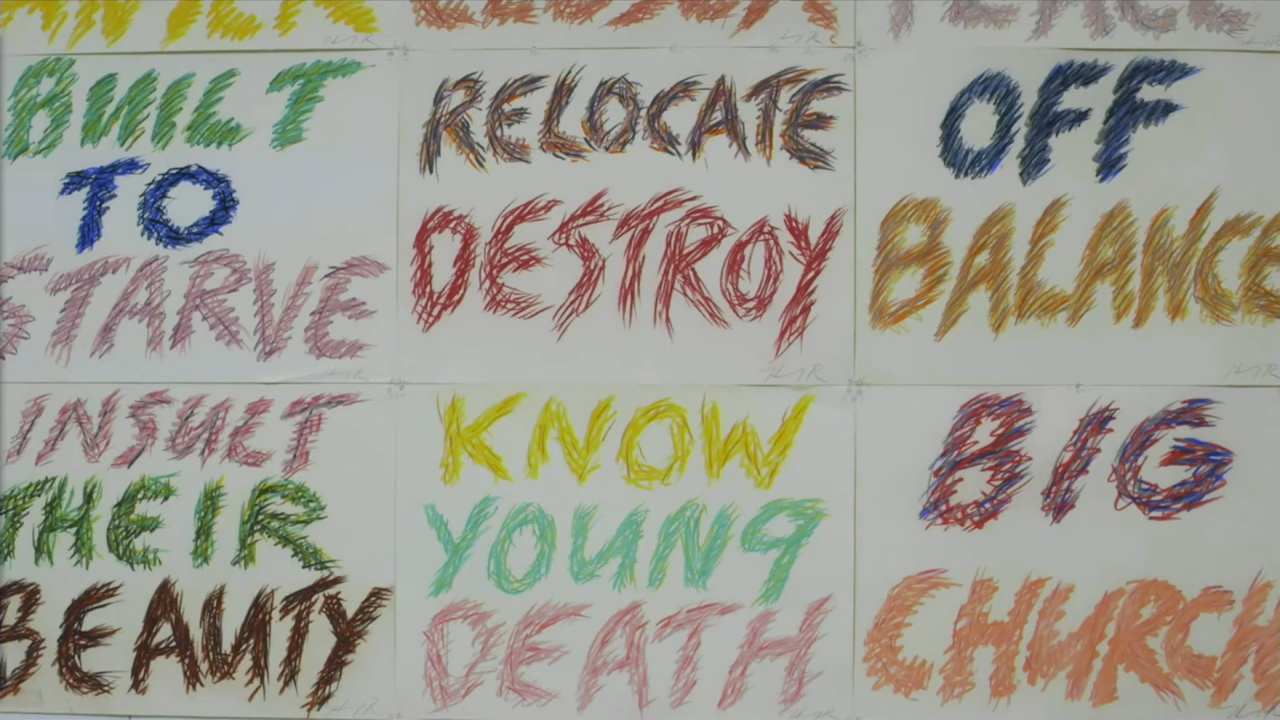 BUILT
TO
STARVE
RELOCATE
DESTROY
OFF
BALANCE
INSULT
THEIR
BEAUTY
KNOW
YOUNG
DEATH
BIG
CHURCH